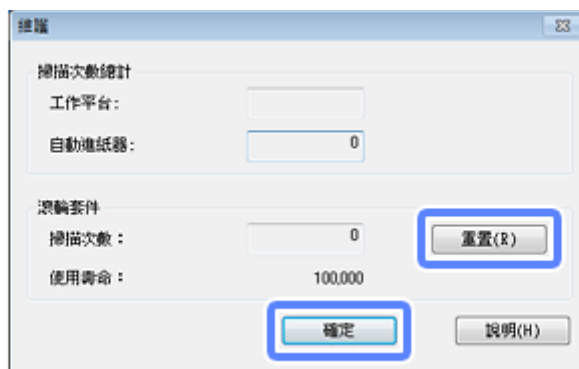 維護
掃描次數總計
工作平台:
自動進紙器: 0
滾輪套件
掃描次數： 0 重置(R)
使用壽命： 100,000
確定 說明(H)